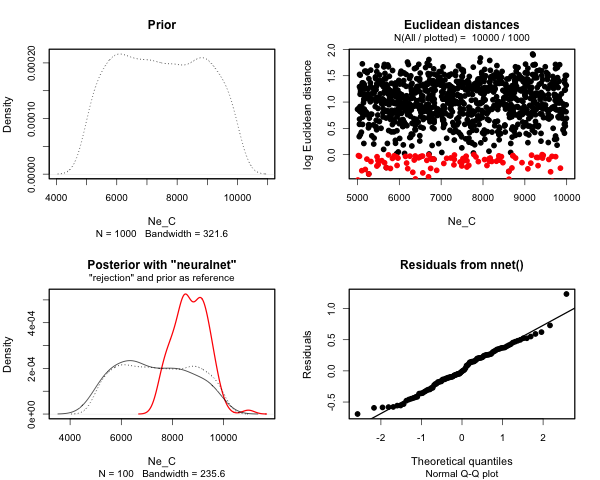 Prior
Density
0.00000 0.00010 0.00020
4000 6000 8000 10000
Ne_C
N = 1000 Bandwidth = 321.6
Euclidean distances
N(All / plotted) = 10000 / 1000
log Euclidean distance
0.0 0.5 1.0 1.5 2.0
5000 6000 7000 8000 9000 10000
Ne_C
Posterior with "neuralnet"
"rejection" and prior as reference
Density
0e+00 2e-04 4e-04
4000 6000 8000 10000
Ne_C
N = 100 Bandwidth = 235.6
Residuals from nnet()
Residuals
-0.5 0.0 0.5 1.0
-2 -1 0 1 2
Theoretical quantiles
Normal Q-Q plot